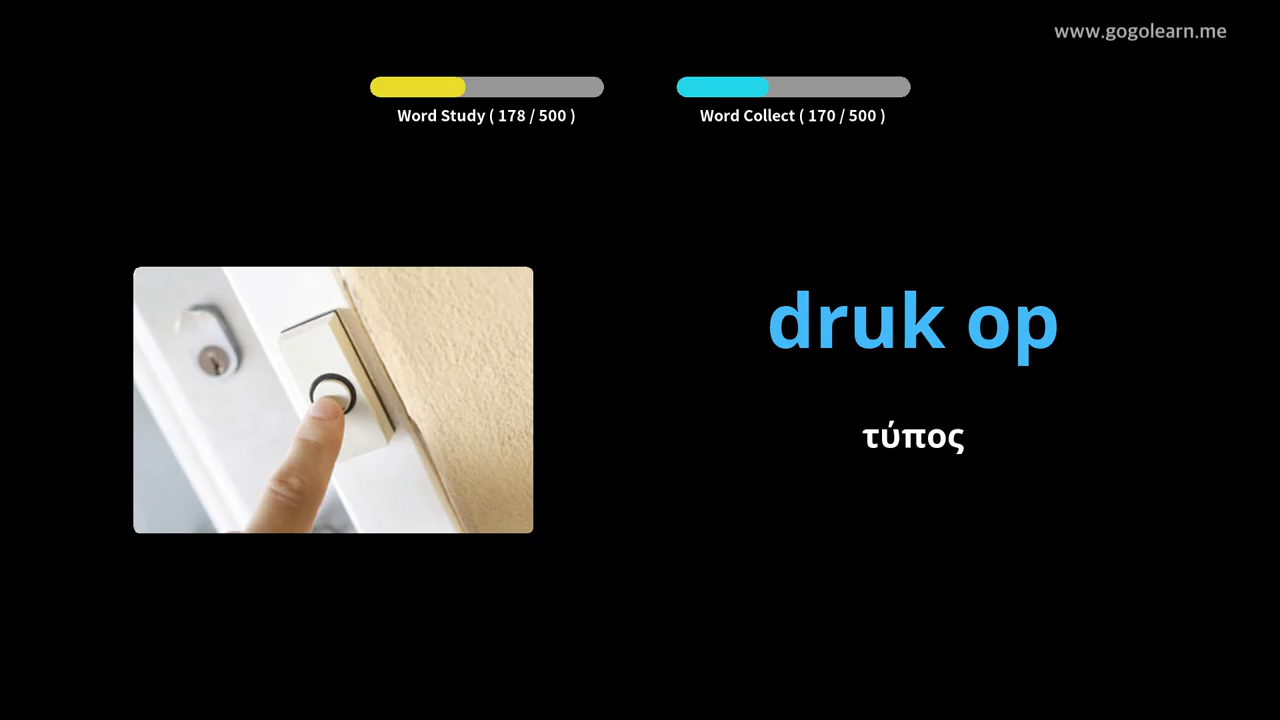 www.gogolearn.me
Word Study ( 178 / 500 )
Word Collect ( 170 / 500 )
druk op
τύπος